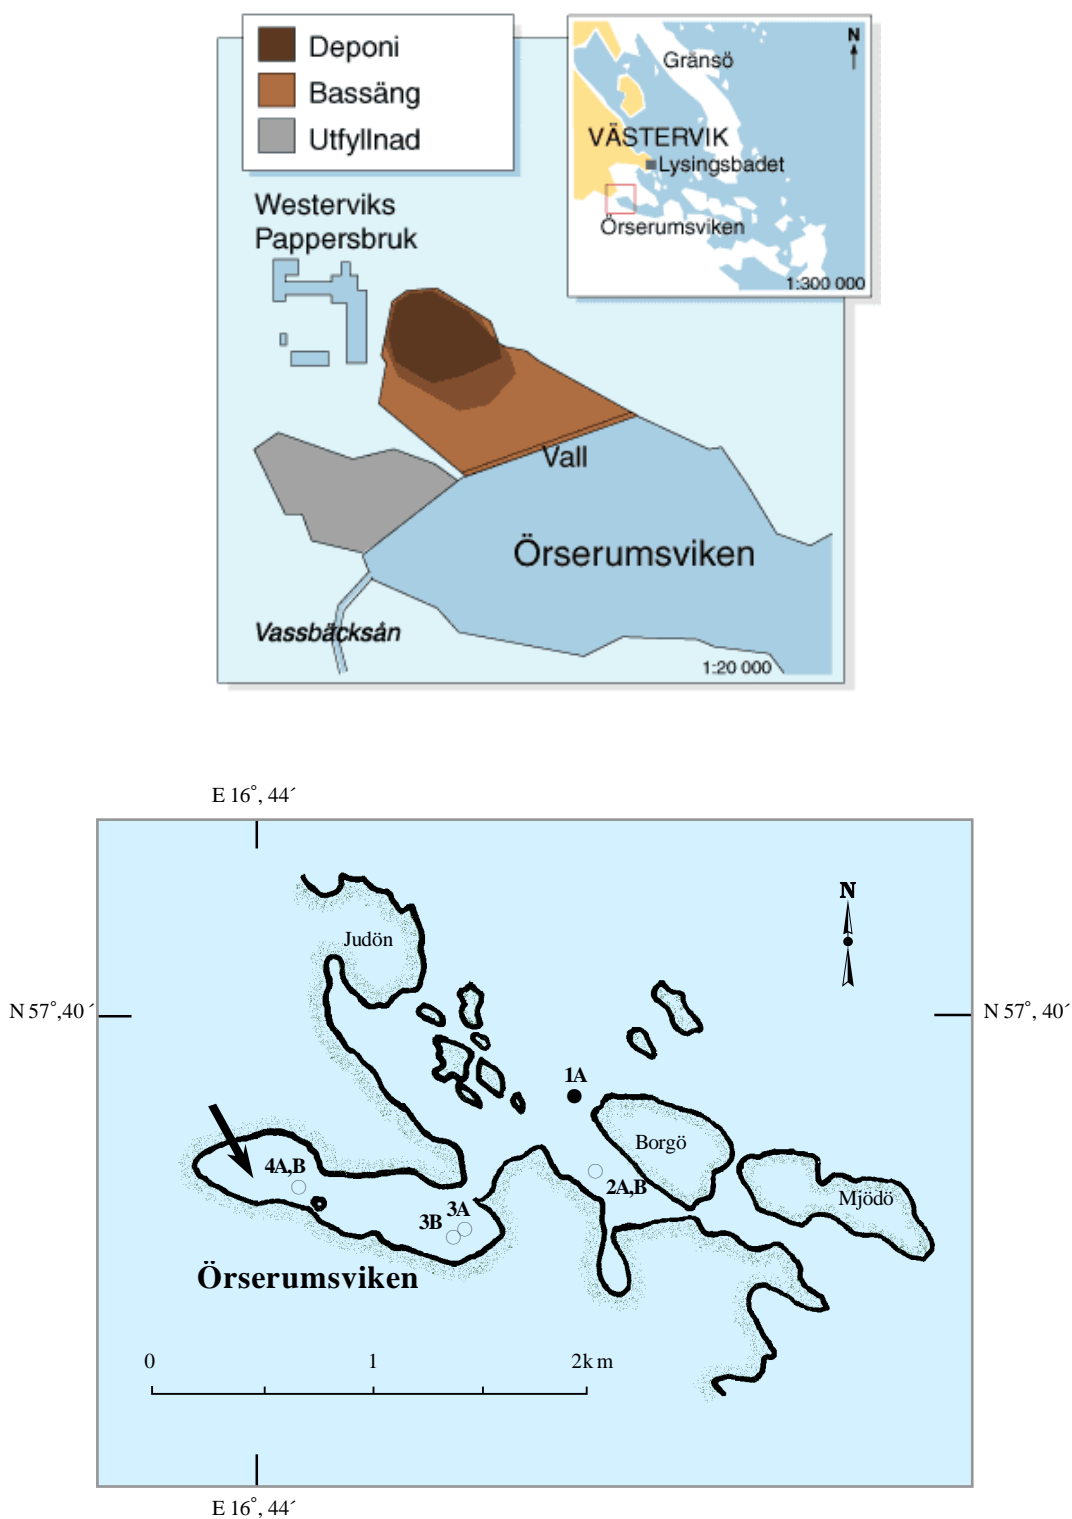 Deponi
Bassäng
Utfyllnad
Westerviks
Pappersbruk
N
Gränsö
VÄSTERVIK
Lysingsbadet
Örserumsviken
1:300 000
Vall
Örserumsviken
Vassbäcksån
1:20 000
E 16°, 44´
N
Judön
N 57°,40´
N 57°, 40´
1A
Borgö
4A,B
2A,B
Mjödö
3A
3B
Örserumsviken
0 1 2k m
E 16°, 44´